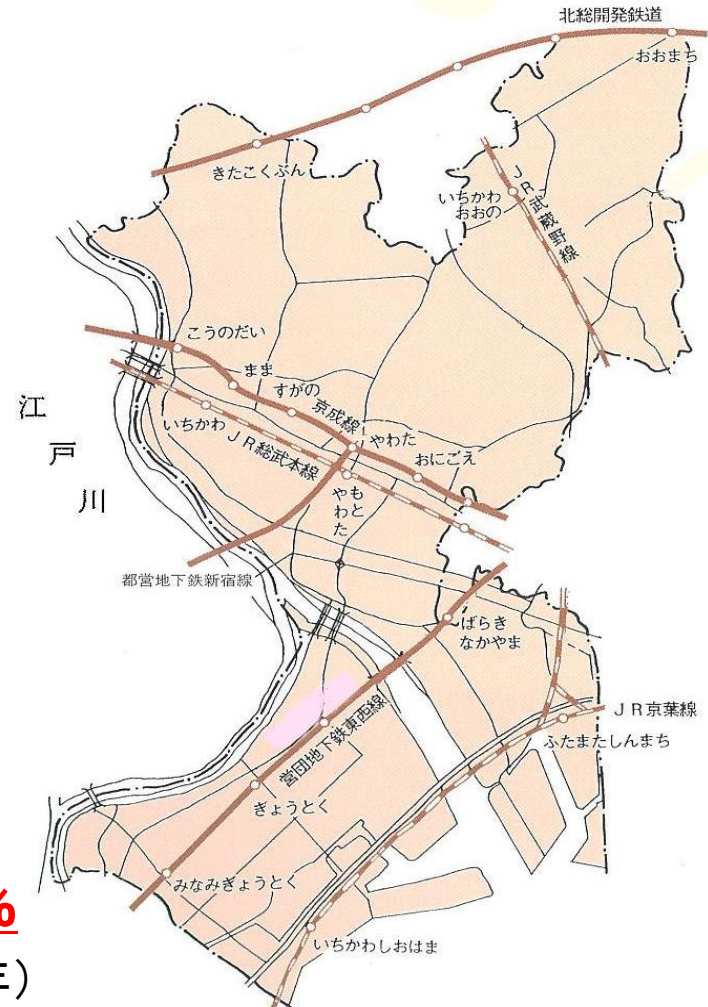 北総開発鉄道
おおまち
きたこくぶん
いちかわ
おおの
JR武蔵野線
こうのだい
まま
すがの
京成線
やわた
おにごえ
いちかわ
JR総武本線
もと
やわた
江戸川
都営地下鉄新宿線
ばらき
なかやま
JR京葉線
ふたまたしんまち
営団地下鉄東西線
ぎょうとく
みなみぎょうとく
いちかわしおはま
%
)